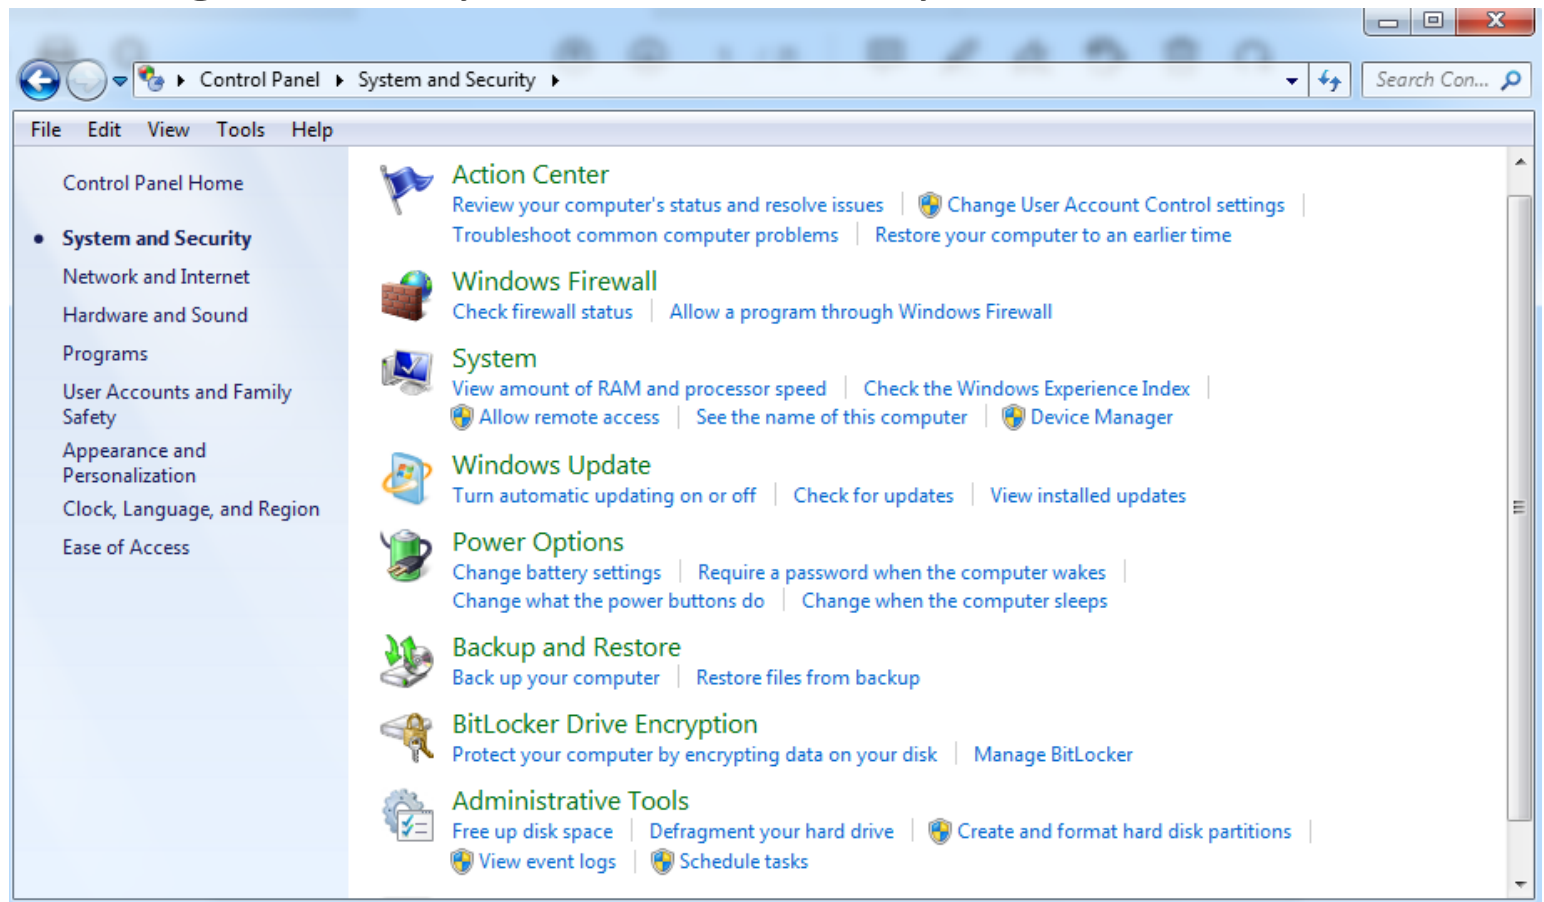 Control Panel System and Security
Search Con...
File Edit View Tools Help
Control Panel Home
System and Security
Network and Internet
Hardware and Sound
Programs
User Accounts and Family
Safety
Appearance and
Personalization
Clock, Language, and Region
Ease of Access
Action Center
Review your computer's status and resolve issues Change User Account Control settings
Troubleshoot common computer problems Restore your computer to an earlier time
Windows Firewall
Check firewall status Allow a program through Windows Firewall
System
View amount of RAM and processor speed Check the Windows Experience Index
Allow remote access See the name of this computer Device Manager
Windows Update
Turn automatic updating on or off Check for updates View installed updates
Power Options
Change battery settings Require a password when the computer wakes
Change what the power buttons do Change when the computer sleeps
Backup and Restore
Back up your computer Restore files from backup
BitLocker Drive Encryption
Protect your computer by encrypting data on your disk Manage BitLocker
Administrative Tools
Free up disk space Defragment your hard drive Create and format hard disk partitions
View event logs Schedule tasks